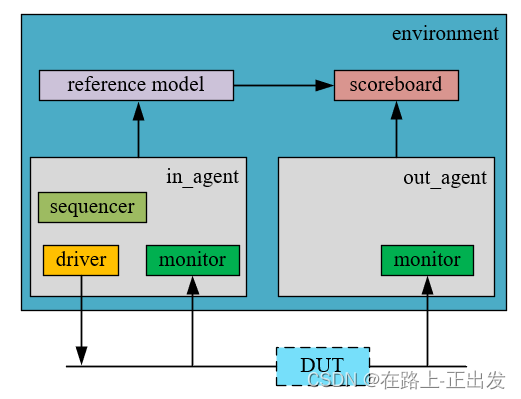 environment
reference model
scoreboard
in_agent
out_agent
sequencer
driver
monitor
monitor
DUT
CSDN @在路上-正出发